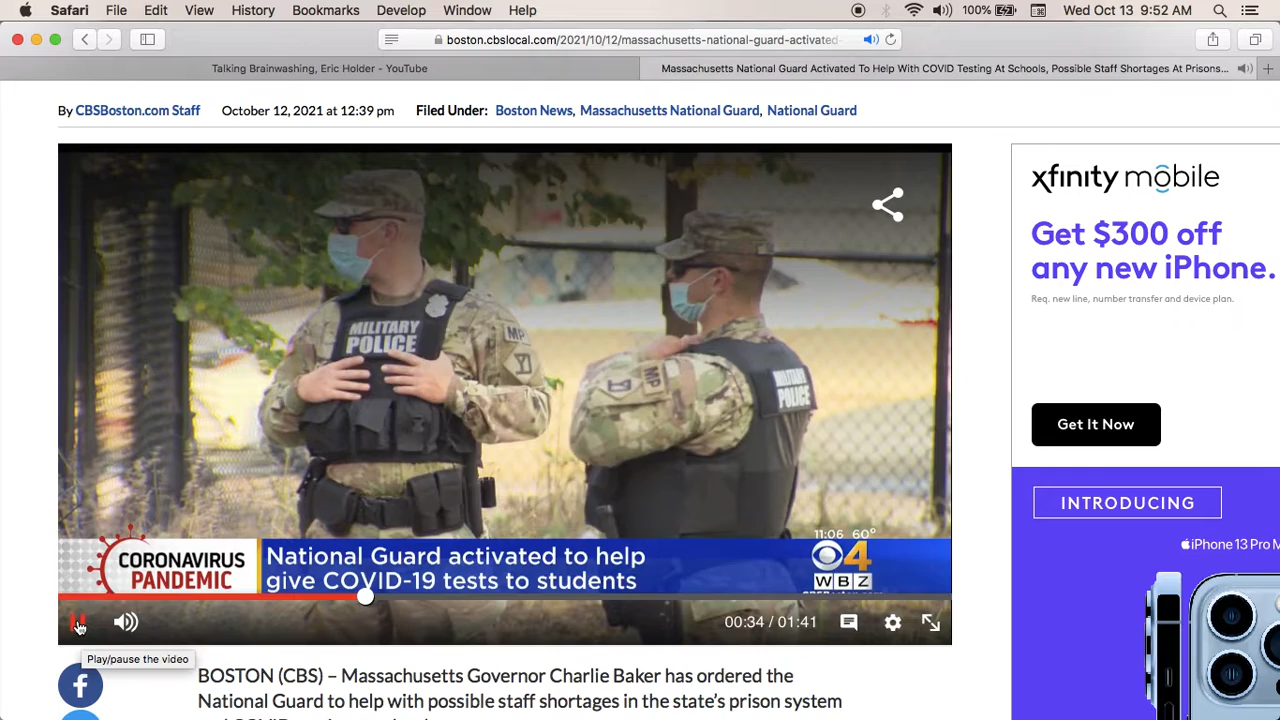 Safari File Edit View History Bookmarks Develop Window Help 100% Wed Oct 13 9:52 AM
boston.cbslocal.com/2021/10/12/massachusetts-national-guard-activated-
Talking Brainwashing, Eric Holder - YouTube
Massachusetts National Guard Activated To Help With COVID Testing At Schools, Possible Staff Shortages At Prisons...
By CBSBoston.com Staff October 12, 2021 at 12:39 pm Filed Under: Boston News, Massachusetts National Guard, National Guard
MILITARY
POLICE
MP
MP
MILITARY
POLICE
CORONAVIRUS
PANDEMIC
National Guard activated to help
give COVID-19 tests to students
11:06 60°
4
WBZ
CBSBoston.com
00:34 / 01:41
Play/pause the video
BOSTON (CBS) – Massachusetts Governor Charlie Baker has ordered the
National Guard to help with possible staff shortages in the state's prison system
xfinity mobile
Get $300 off
any new iPhone.
Req. new line, number transfer and device plan.
Get It Now
INTRODUCING
iPhone 13 Pro M